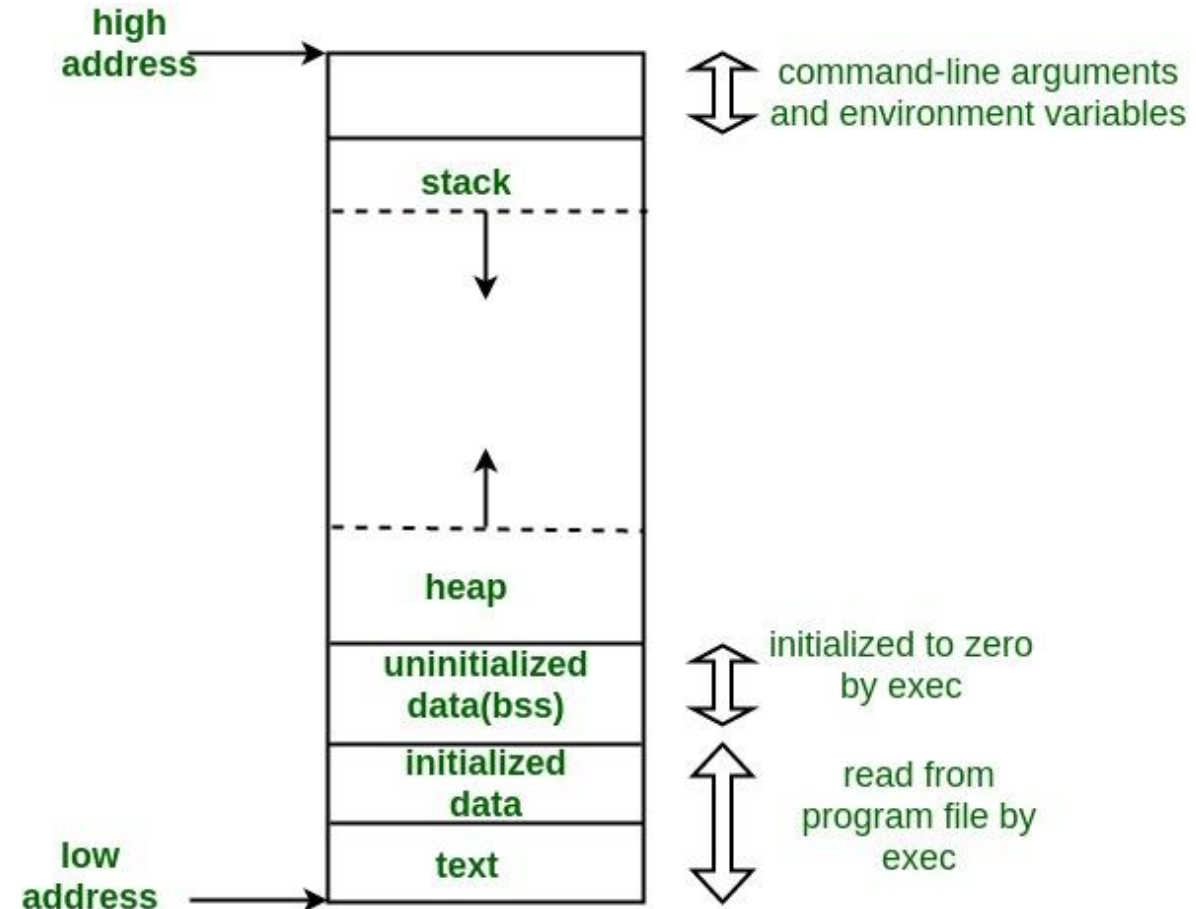 high
address
command-line arguments
and environment variables
stack
heap
uninitialized
data(bss)
initialized to zero
by exec
initialized
data
read from
program file by
exec
text
low
address